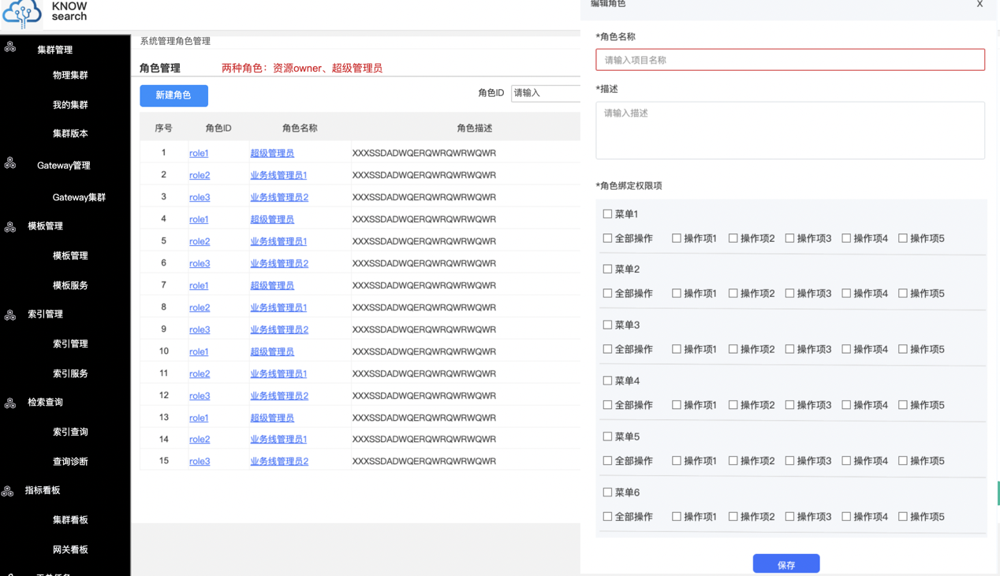 KNOW
search
集群管理
物理集群
我的集群
集群版本
Gateway管理
Gateway集群
模板管理
模板管理
模板服务
索引管理
索引管理
索引服务
检索查询
索引查询
查询诊断
指标看板
集群看板
网关看板
系统管理角色管理
角色管理 两种角色：资源owner、超级管理员
新建角色 角色ID 请输入
序号 角色ID 角色名称 角色描述
1 role1 超级管理员 XXXSSDADWQERQWRQWRWQWR
2 role2 业务线管理员1 XXXSSDADWQERQWRQWRWQWR
3 role3 业务线管理员2 XXXSSDADWQERQWRQWRWQWR
4 role1 超级管理员 XXXSSDADWQERQWRQWRWQWR
5 role2 业务线管理员1 XXXSSDADWQERQWRQWRWQWR
6 role3 业务线管理员2 XXXSSDADWQERQWRQWRWQWR
7 role1 超级管理员 XXXSSDADWQERQWRQWRWQWR
8 role2 业务线管理员1 XXXSSDADWQERQWRQWRWQWR
9 role3 业务线管理员2 XXXSSDADWQERQWRQWRWQWR
10 role1 超级管理员 XXXSSDADWQERQWRQWRWQWR
11 role2 业务线管理员1 XXXSSDADWQERQWRQWRWQWR
12 role3 业务线管理员2 XXXSSDADWQERQWRQWRWQWR
13 role1 超级管理员 XXXSSDADWQERQWRQWRWQWR
14 role2 业务线管理员1 XXXSSDADWQERQWRQWRWQWR
15 role3 业务线管理员2 XXXSSDADWQERQWRQWRWQWR
编辑角色 X
*角色名称
请输入项目名称
*描述
请输入描述
*角色绑定权限项
菜单1
全部操作 操作项1 操作项2 操作项3 操作项4 操作项5
菜单2
全部操作 操作项1 操作项2 操作项3 操作项4 操作项5
菜单3
全部操作 操作项1 操作项2 操作项3 操作项4 操作项5
菜单4
全部操作 操作项1 操作项2 操作项3 操作项4 操作项5
菜单5
全部操作 操作项1 操作项2 操作项3 操作项4 操作项5
菜单6
全部操作 操作项1 操作项2 操作项3 操作项4 操作项5
保存